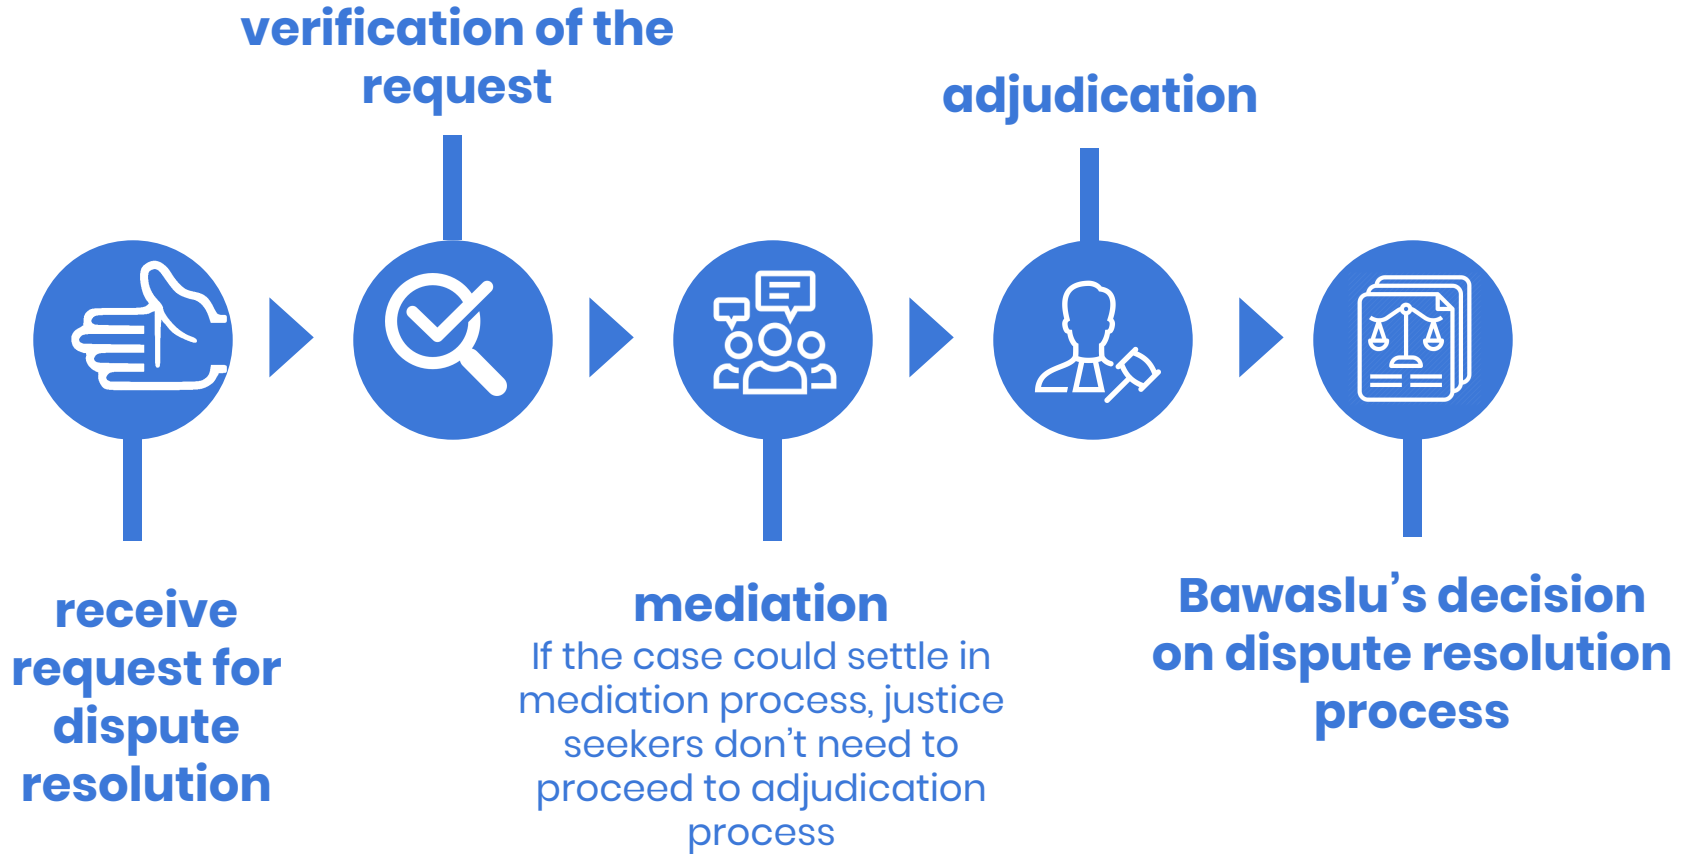 receive
request for
dispute
resolution
verification of the
request
mediation
If the case could settle in
mediation process, justice
seekers don’t need to
proceed to adjudication
process
adjudication
Bawaslu’s decision
on dispute resolution
process